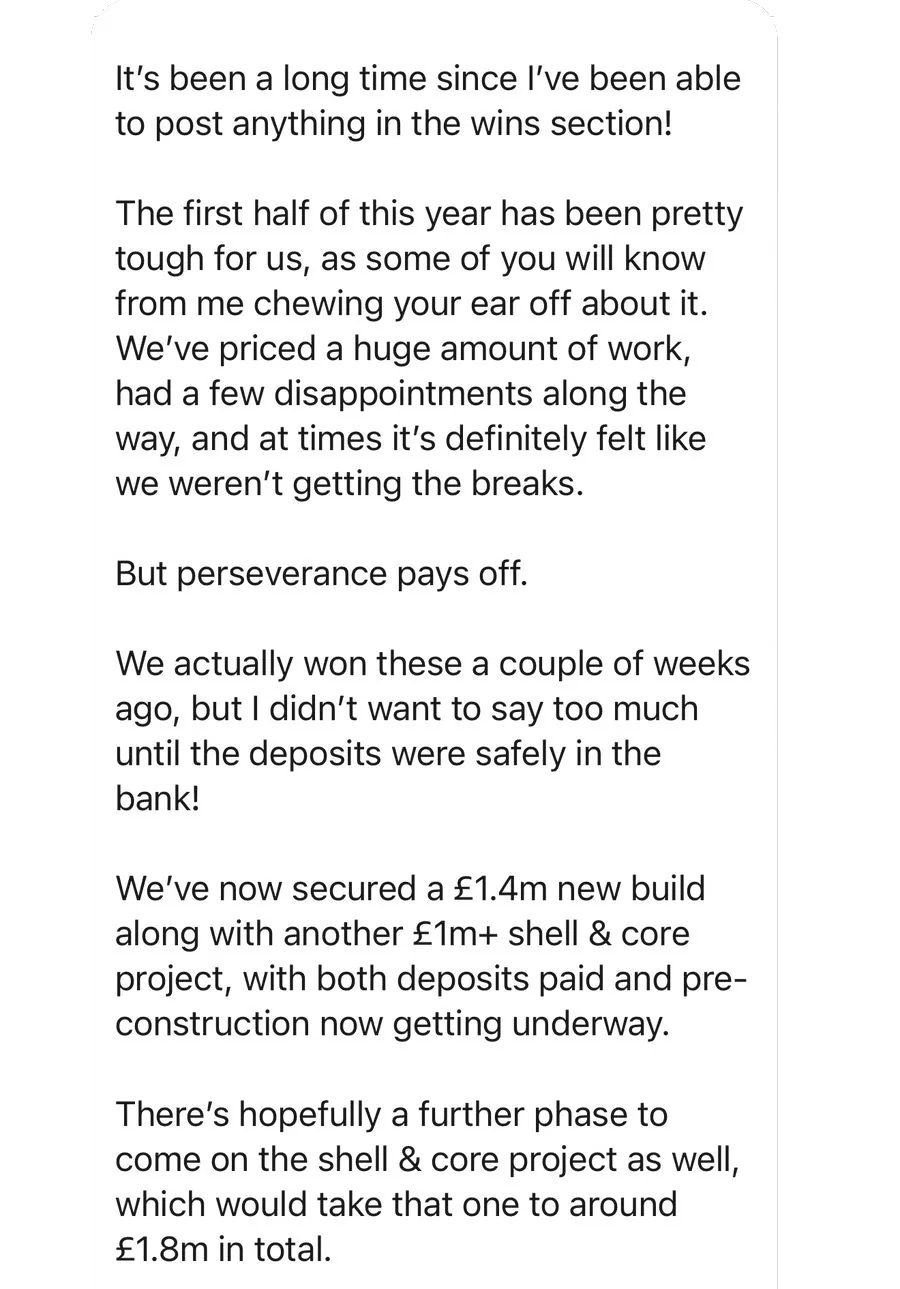 It’s been a long time since I’ve been able
to post anything in the wins section!
The first half of this year has been pretty
tough for us, as some of you will know
from me chewing your ear off about it.
We’ve priced a huge amount of work,
had a few disappointments along the
way, and at times it’s definitely felt like
we weren’t getting the breaks.
But perseverance pays off.
We actually won these a couple of weeks
ago, but I didn’t want to say too much
until the deposits were safely in the
bank!
We’ve now secured a £1.4m new build
along with another £1m+ shell & core
project, with both deposits paid and pre-
construction now getting underway.
There’s hopefully a further phase to
come on the shell & core project as well,
which would take that one to around
£1.8m in total.